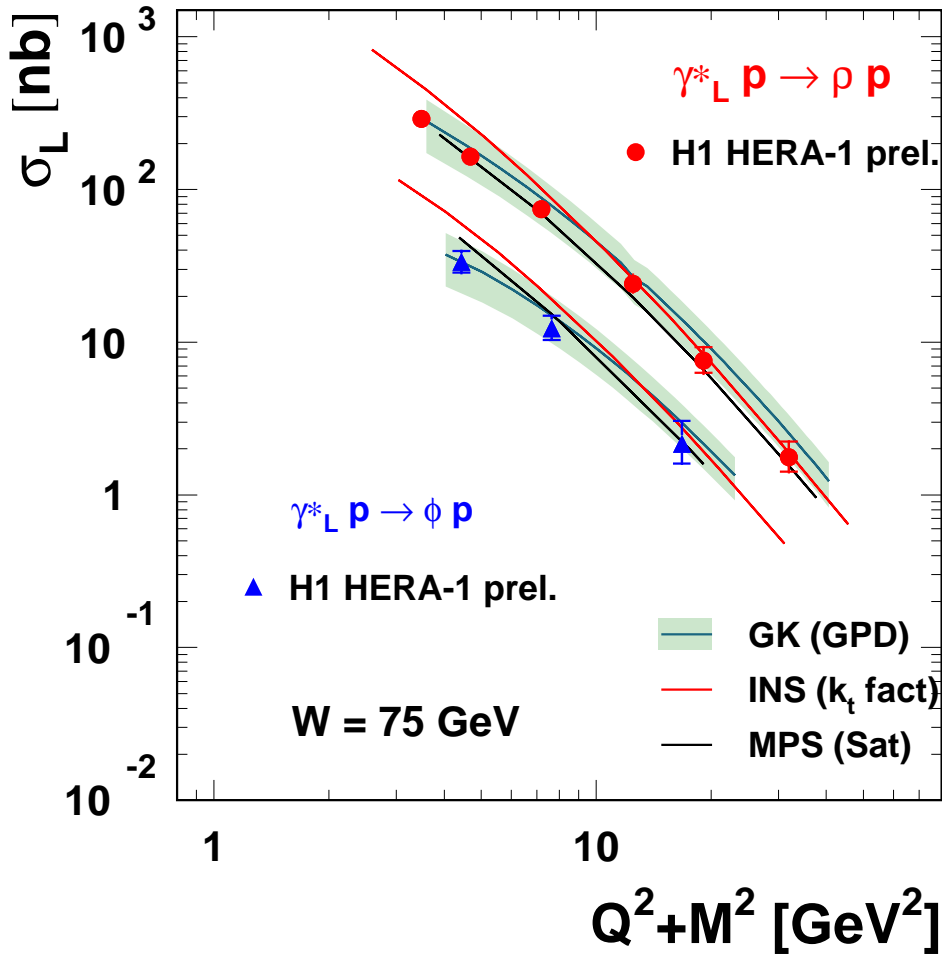 σL [nb]
10 3
10 2
10
1
10 -1
10 -2
γ*L p → ρ p
H1 HERA-1 prel.
γ*L p → ϕ p
H1 HERA-1 prel.
GK (GPD)
INS (kt fact)
MPS (Sat)
W = 75 GeV
1
10
Q2+M2 [GeV2]